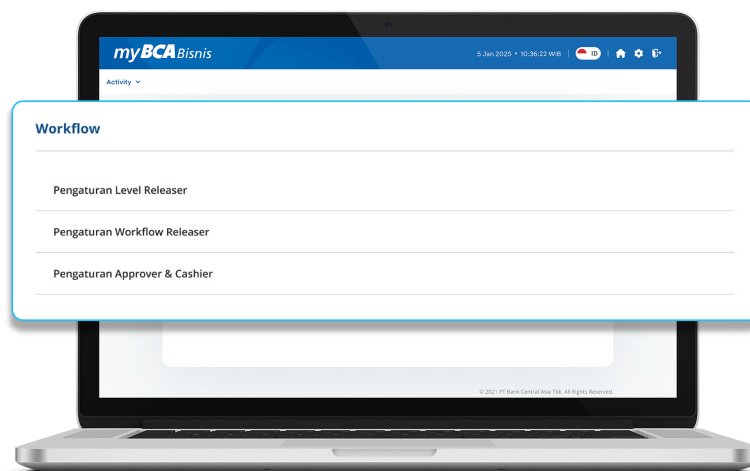 myBCA Bisnis
5 Jan 2025 • 10:36:22 WIB | ID
Activity
Workflow
Pengaturan Level Releaser
Pengaturan Workflow Releaser
Pengaturan Approver & Cashier
© 2021 PT Bank Central Asia Tbk, All Rights Reserved.